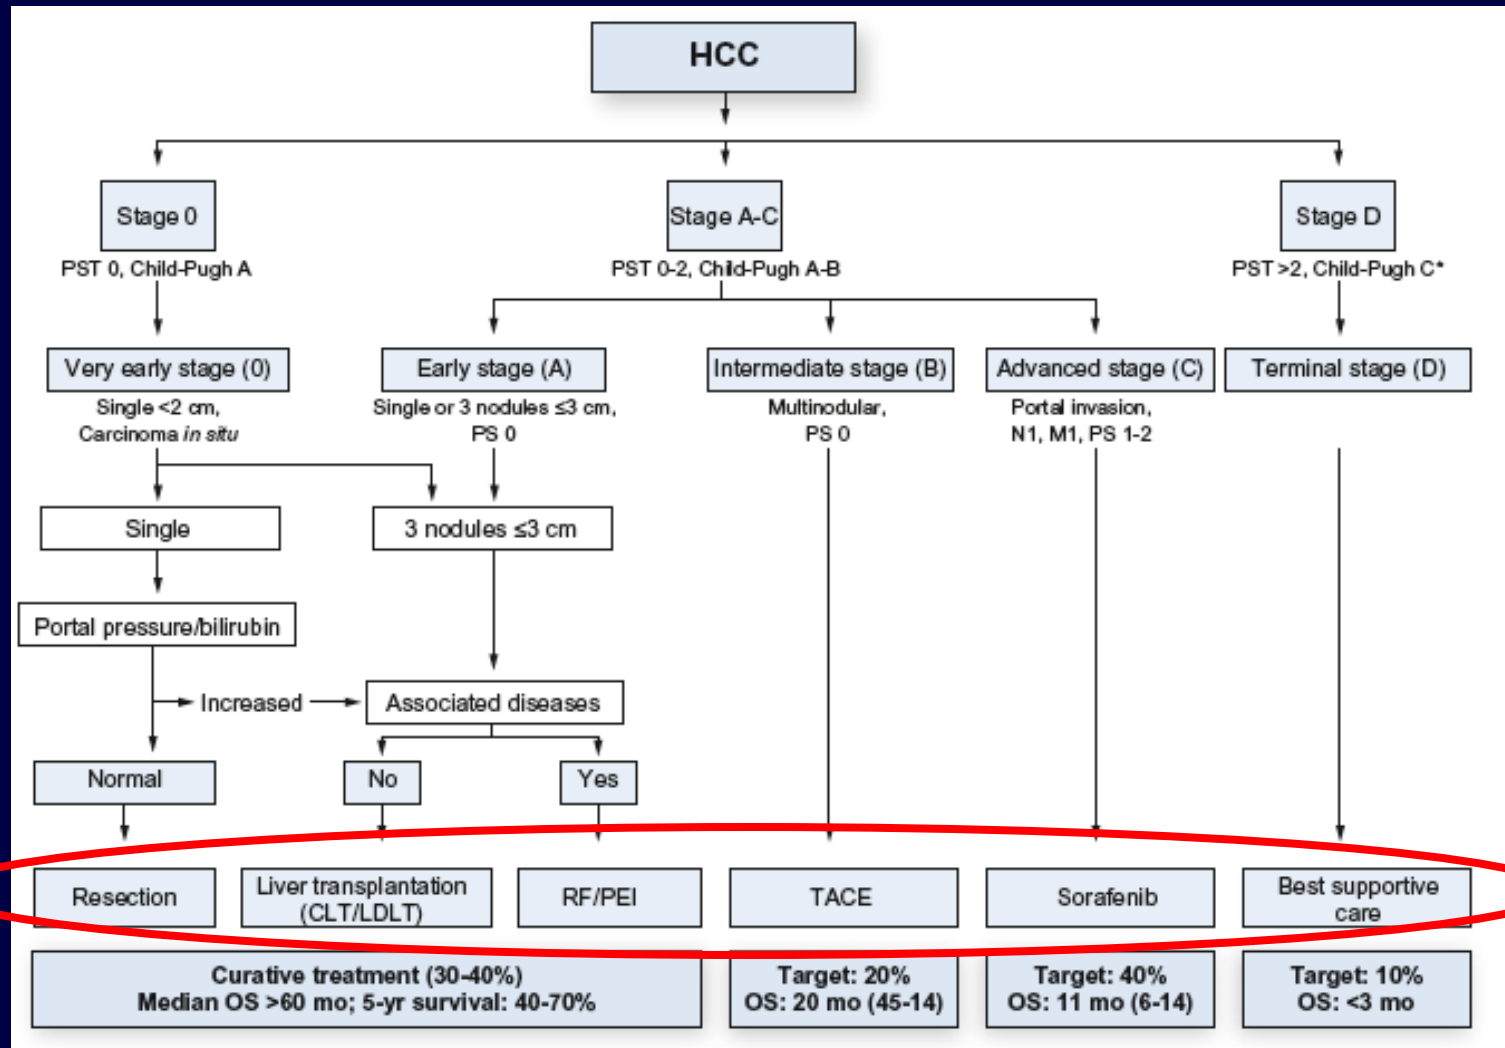 HCC
Stage 0
Stage A-C
Stage D
PST 0, Child-Pugh A
PST 0-2, Child-Pugh A-B
PST >2, Child-Pugh C*
Very early stage (0)
Early stage (A)
Intermediate stage (B)
Advanced stage (C)
Terminal stage (D)
Single <2 cm,
Carcinoma in situ
Single or 3 nodules ≤3 cm,
PS 0
Multinodular,
PS 0
Portal invasion,
N1, M1, PS 1-2
Single
3 nodules ≤3 cm
Portal pressure/bilirubin
Increased
Associated diseases
Normal
No
Yes
Resection
Liver transplantation
(CLT/LDLT)
RF/PEI
TACE
Sorafenib
Best supportive
care
Curative treatment (30-40%)
Median OS >60 mo; 5-yr survival: 40-70%
Target: 20%
OS: 20 mo (45-14)
Target: 40%
OS: 11 mo (6-14)
Target: 10%
OS: <3 mo